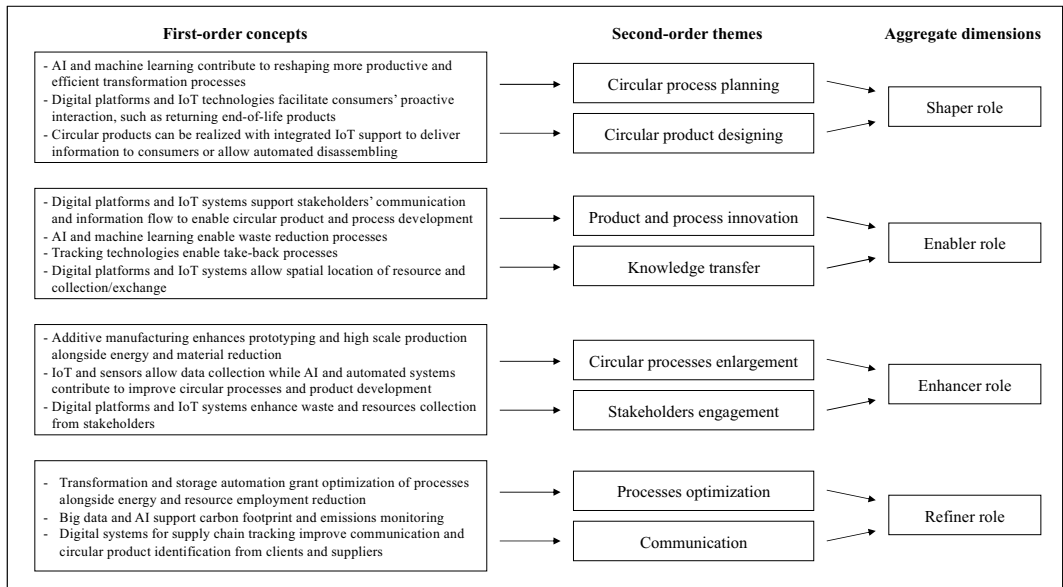 First-order concepts
Second-order themes
Aggregate dimensions
- AI and machine learning contribute to reshaping more productive and
efficient transformation processes
- Digital platforms and IoT technologies facilitate consumers' proactive
interaction, such as returning end-of-life products
- Circular products can be realized with integrated IoT support to deliver
information to consumers or allow automated disassembling
Circular process planning
Circular product designing
Shaper role
- Digital platforms and IoT systems support stakeholders' communication
and information flow to enable circular product and process development
- AI and machine learning enable waste reduction processes
- Tracking technologies enable take-back processes
- Digital platforms and IoT systems allow spatial location of resource and
collection/exchange
Product and process innovation
Knowledge transfer
Enabler role
- Additive manufacturing enhances prototyping and high scale production
alongside energy and material reduction
- IoT and sensors allow data collection while AI and automated systems
contribute to improve circular processes and product development
- Digital platforms and IoT systems enhance waste and resources collection
from stakeholders
Circular processes enlargement
Stakeholders engagement
Enhancer role
- Transformation and storage automation grant optimization of processes
alongside energy and resource employment reduction
- Big data and AI support carbon footprint and emissions monitoring
- Digital systems for supply chain tracking improve communication and
circular product identification from clients and suppliers
Processes optimization
Communication
Refiner role